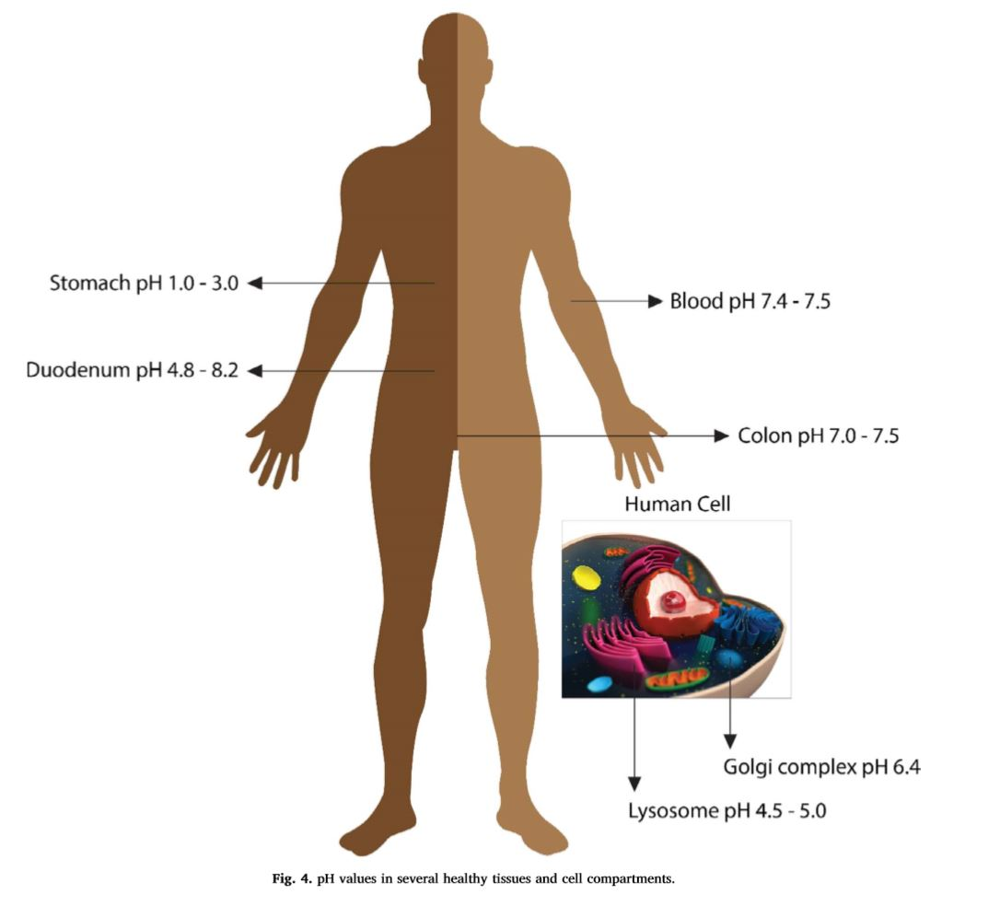 Stomach pH 1.0 - 3.0
Blood pH 7.4 - 7.5
Duodenum pH 4.8 - 8.2
Colon pH 7.0 - 7.5
Human Cell
Golgi complex pH 6.4
Lysosome pH 4.5 - 5.0
Fig. 4. pH values in several healthy tissues and cell compartments.